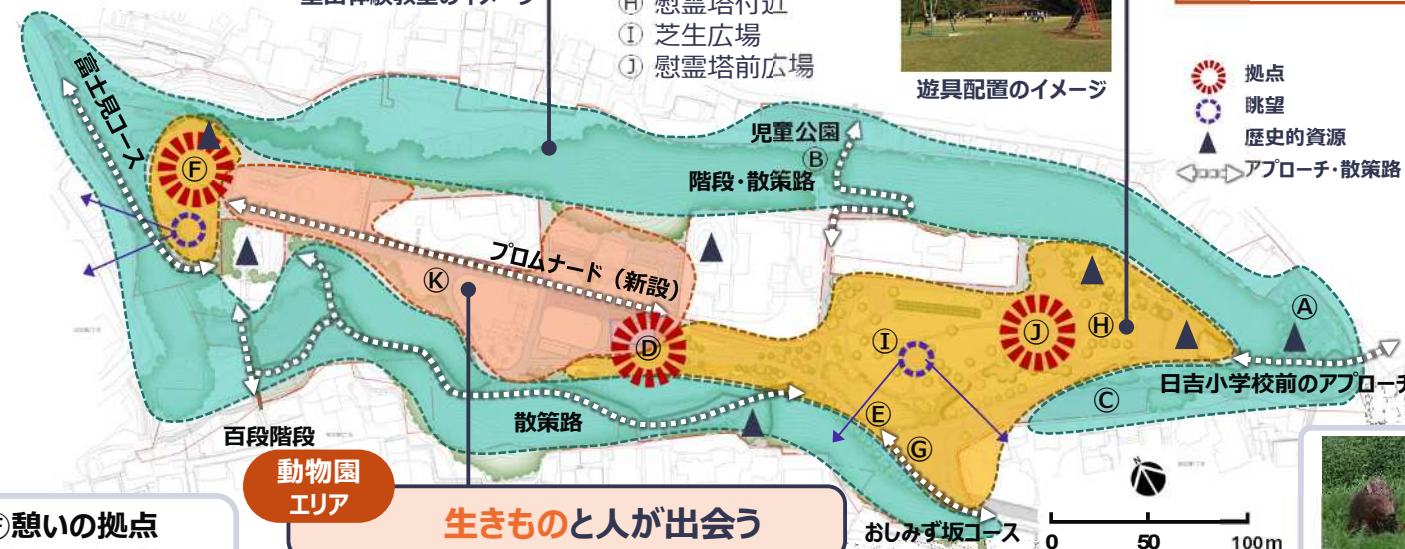 Ⓗ 慰霊塔付近
Ⓘ 芝生広場
Ⓙ 慰霊塔前広場
遊具配置のイメージ
拠点
眺望
歴史的資源
アプローチ・散策路
富士見コース
Ⓕ
児童公園
Ⓑ
階段・散策路
プロムナード（新設）
Ⓚ
Ⓓ
Ⓘ
Ⓙ
Ⓗ
Ⓐ
日吉小学校前のアプローチ
Ⓒ
Ⓔ
Ⓖ
散策路
百段階段
動物園
エリア
生きものと人が出会う
憩いの拠点
おしみず坂コース
0 50 100m